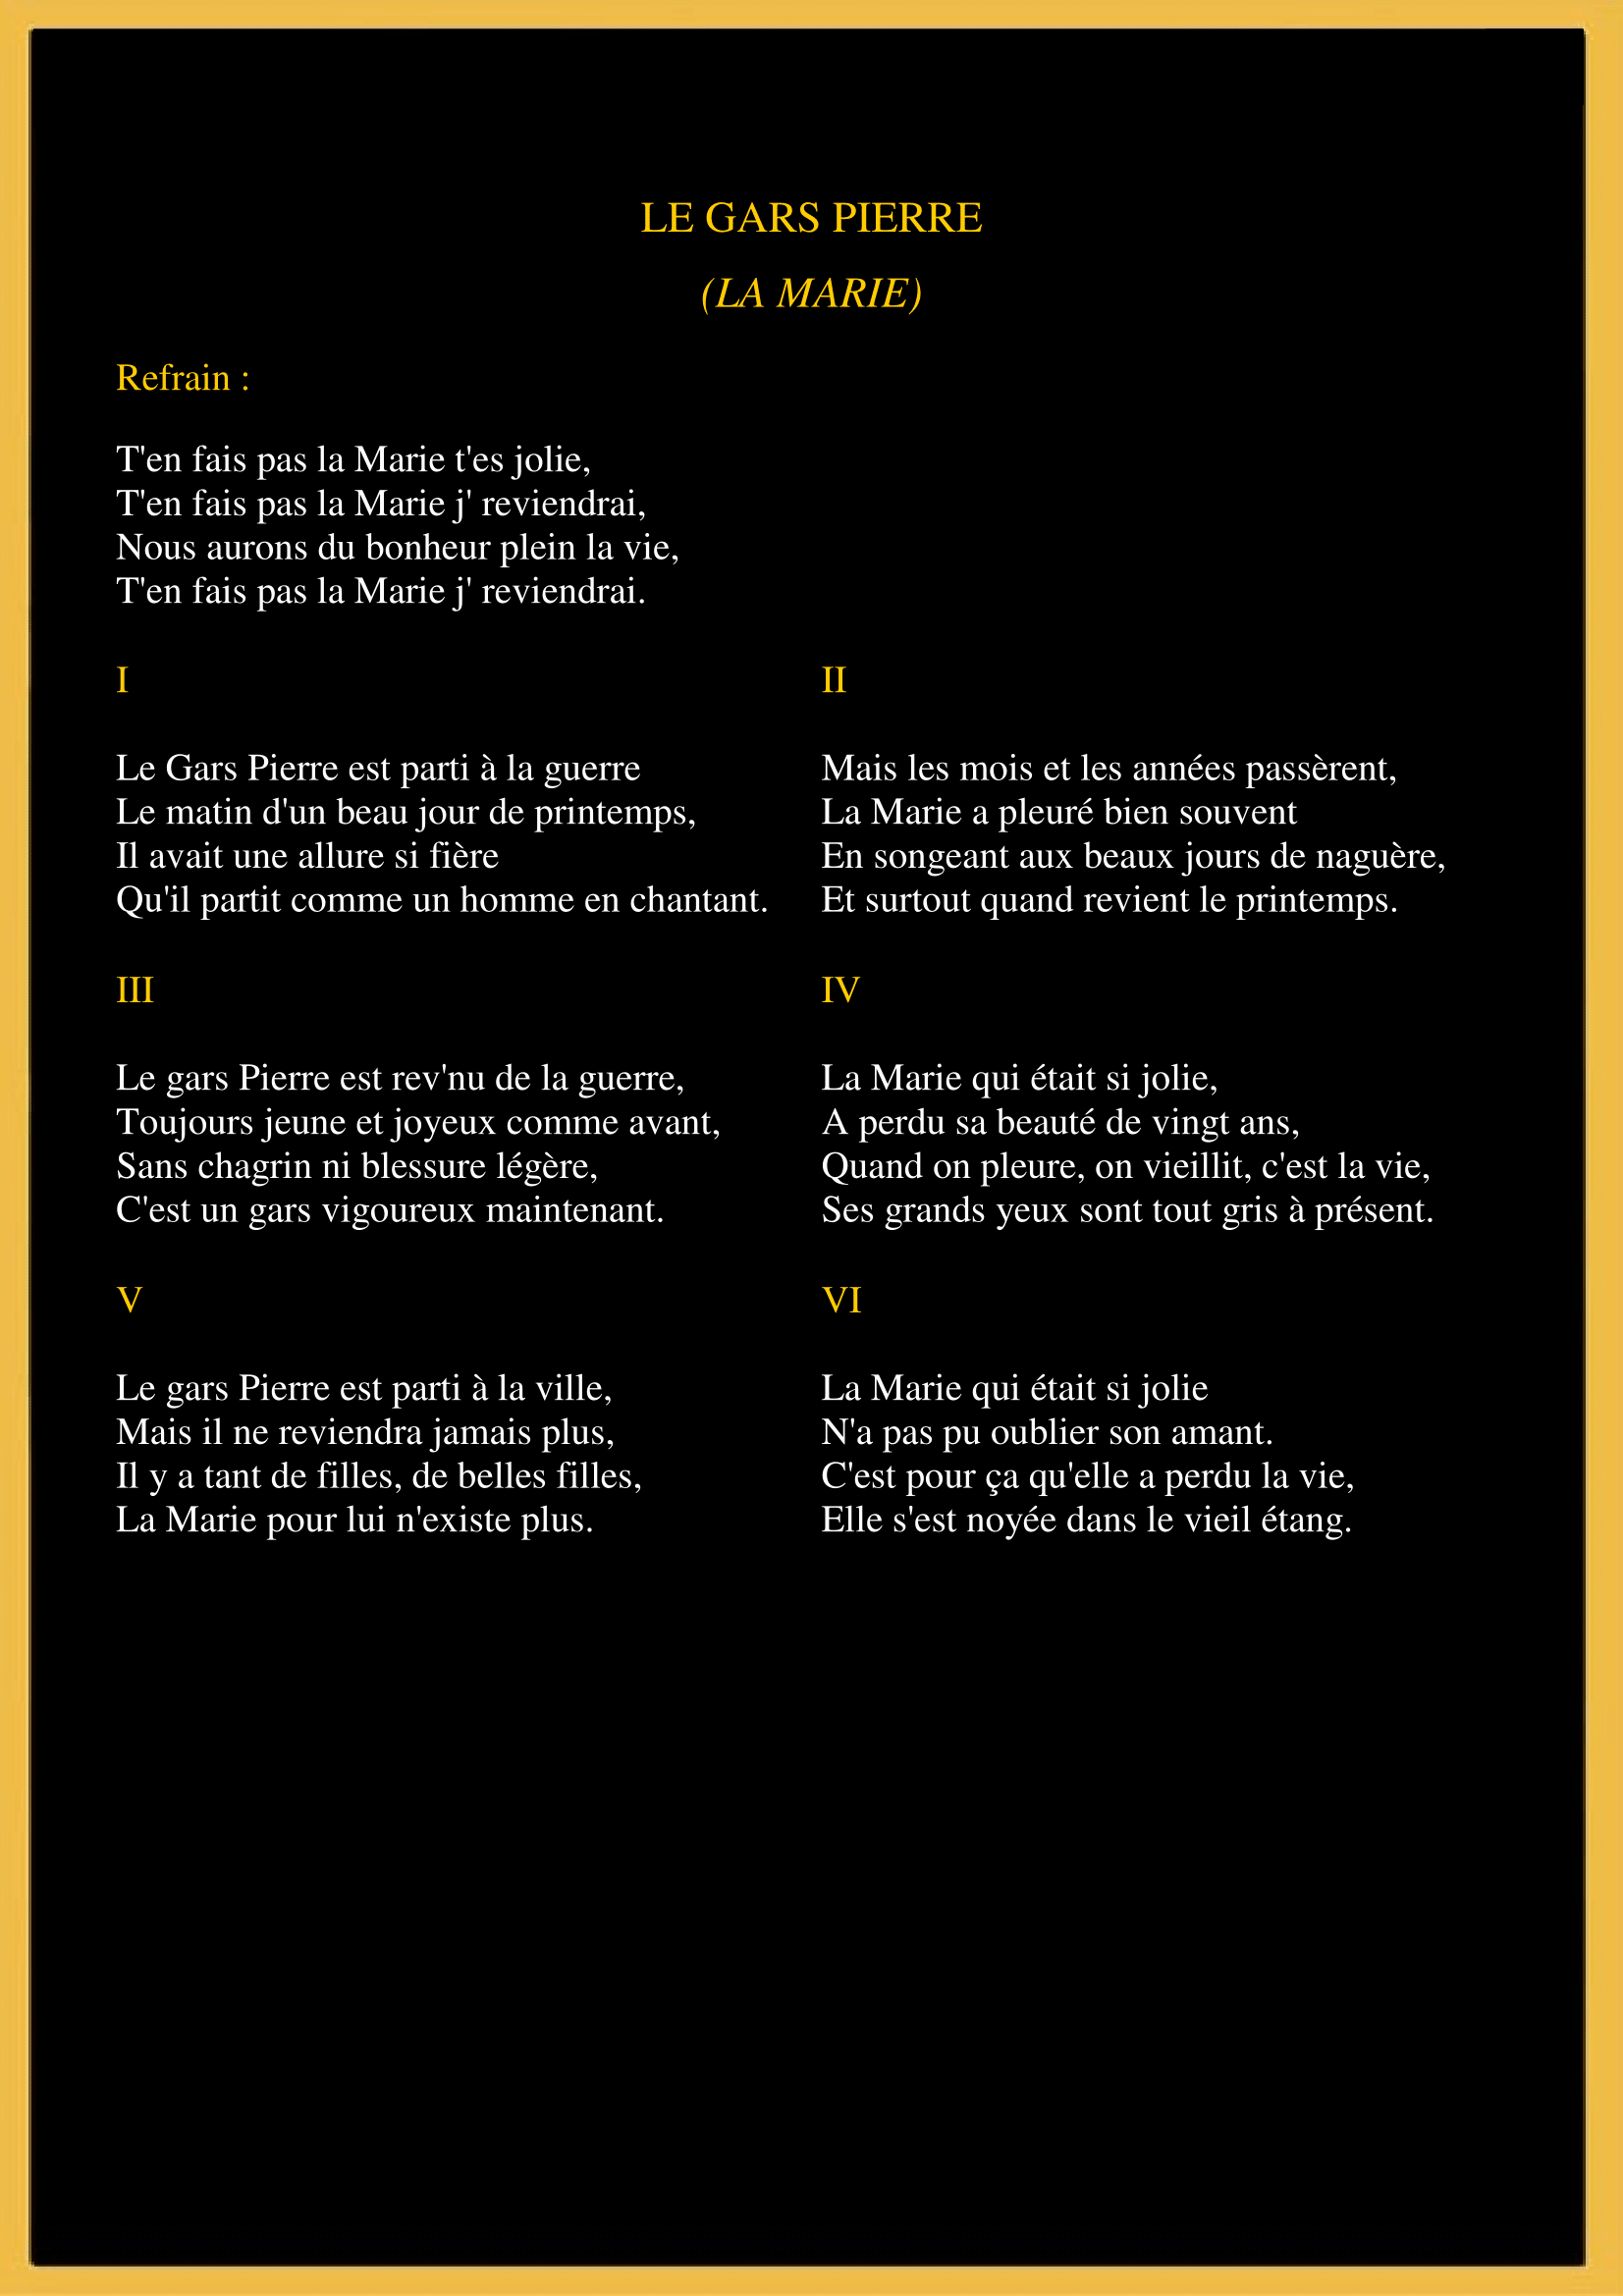 LE GARS PIERRE
(LA MARIE)
Refrain :
T'en fais pas la Marie t'es jolie,
T'en fais pas la Marie j' reviendrai,
Nous aurons du bonheur plein la vie,
T'en fais pas la Marie j' reviendrai.
I
Le Gars Pierre est parti à la guerre
Le matin d'un beau jour de printemps,
Il avait une allure si fière
Qu'il partit comme un homme en chantant.
II
Mais les mois et les années passèrent,
La Marie a pleuré bien souvent
En songeant aux beaux jours de naguère,
Et surtout quand revient le printemps.
III
Le gars Pierre est rev'nu de la guerre,
Toujours jeune et joyeux comme avant,
Sans chagrin ni blessure légère,
C'est un gars vigoureux maintenant.
IV
La Marie qui était si jolie,
A perdu sa beauté de vingt ans,
Quand on pleure, on vieillit, c'est la vie,
Ses grands yeux sont tout gris à présent.
V
Le gars Pierre est parti à la ville,
Mais il ne reviendra jamais plus,
Il y a tant de filles, de belles filles,
La Marie pour lui n'existe plus.
VI
La Marie qui était si jolie
N'a pas pu oublier son amant.
C'est pour ça qu'elle a perdu la vie,
Elle s'est noyée dans le vieil étang.